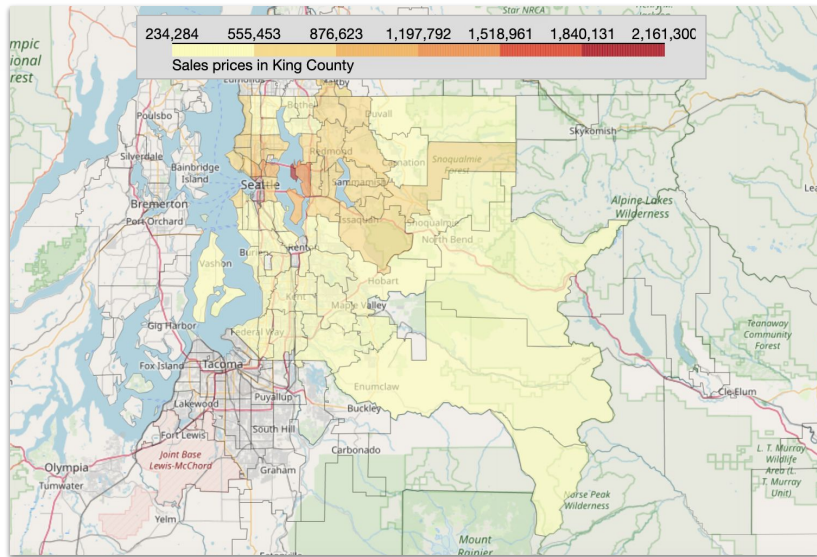 Star NRCA
234,284 555,453 876,623 1,197,792 1,518,961 1,840,131 2,161,300
Sales prices in King County
mpic
ional
rest
Poulsbo
Bothell
Duvall
Skykomish
Silverdale
Bainbridge
Island
Redmond
Carnation
Snoqualmie
Forest
Seattle
Sammamish
Bremerton
Port Orchard
Alpine Lakes
Wilderness
Issaquah
Snoqualmie
North Bend
Vashon
Hobart
Kent
Maple Valley
Gig Harbor
Federal Way
Teanaway
Community
Forest
Fox Island
Tacoma
Enumclaw
Cle Elum
Lakewood
Puyallup
Buckley
Fort Lewis
South Hill
Joint Base
Lewis-McChord
Carbonado
L. T. Murray
Wildlife
Area (L.
T. Murray
Unit)
Olympia
Tumwater
Graham
Norse Peak
Wilderness
Yelm
Mount
Rainier